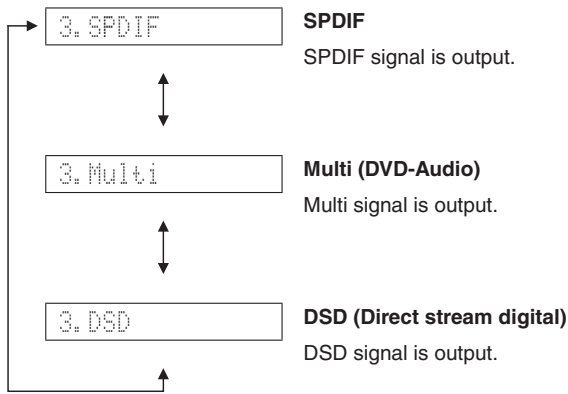 3.SPDIF
SPDIF
SPDIF signal is output.
3.Multi
Multi (DVD-Audio)
Multi signal is output.
3.DSD
DSD (Direct stream digital)
DSD signal is output.